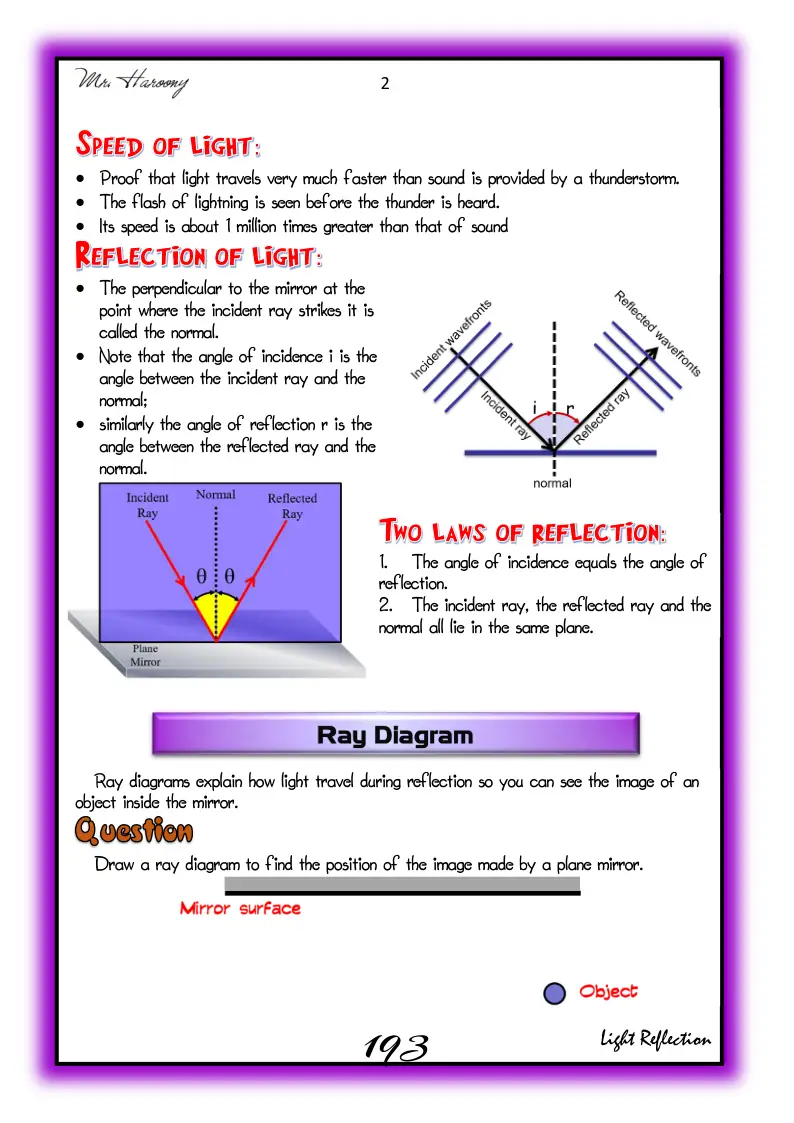 Mr. Haroony
2
Speed of light:
• Proof that light travels very much faster than sound is provided by a thunderstorm.
• The flash of lightning is seen before the thunder is heard.
• Its speed is about 1 million times greater than that of sound
Reflection of light:
• The perpendicular to the mirror at the
point where the incident ray strikes it is
called the normal.
• Note that the angle of incidence i is the
angle between the incident ray and the
normal;
• similarly the angle of reflection r is the
angle between the reflected ray and the
normal.
Incident wavefronts
Reflected wavefronts
Incident ray
i
r
Reflected ray
normal
Incident
Ray
Normal
Reflected
Ray
θ θ
Plane
Mirror
Two laws of reflection:
1. The angle of incidence equals the angle of
reflection.
2. The incident ray, the reflected ray and the
normal all lie in the same plane.
Ray Diagram
Ray diagrams explain how light travel during reflection so you can see the image of an
object inside the mirror.
Question
Draw a ray diagram to find the position of the image made by a plane mirror.
Mirror surface
Object
193
Light Reflection